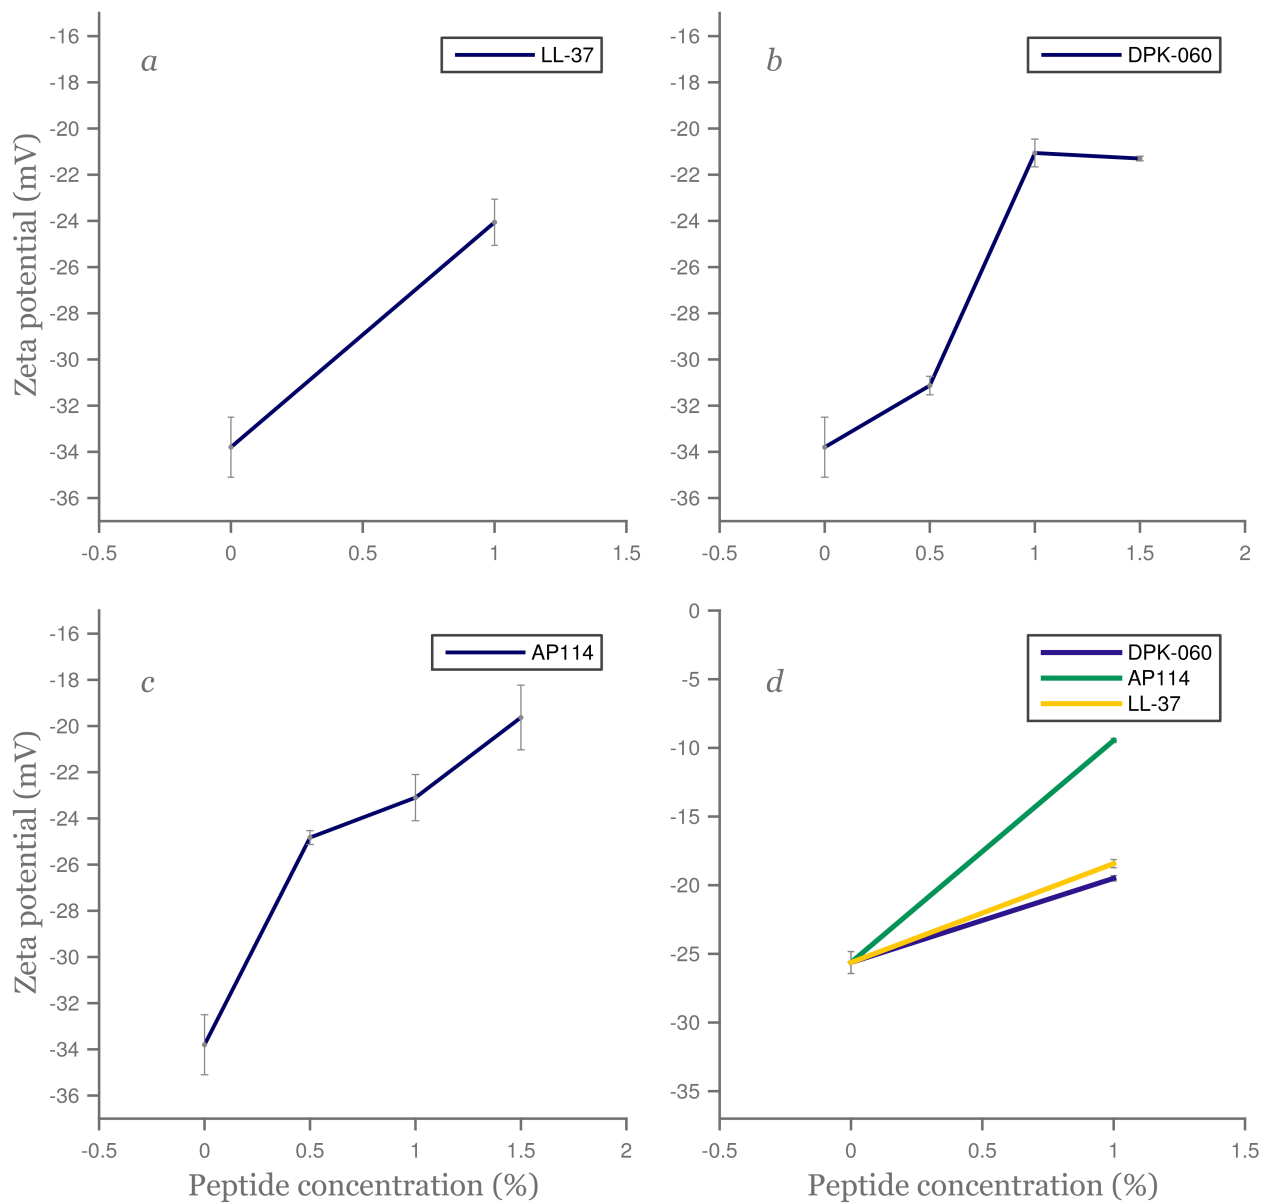 a
LL-37
Zeta potential (mV)
-16
-18
-20
-22
-24
-26
-28
-30
-32
-34
-36
-0.5 0 0.5 1 1.5
b
DPK-060
-16
-18
-20
-22
-24
-26
-28
-30
-32
-34
-36
-0.5 0 0.5 1 1.5 2
c
AP114
Zeta potential (mV)
-16
-18
-20
-22
-24
-26
-28
-30
-32
-34
-36
-0.5 0 0.5 1 1.5 2
Peptide concentration (%)
d
DPK-060
AP114
LL-37
0
-5
-10
-15
-20
-25
-30
-35
-0.5 0 0.5 1 1.5
Peptide concentration (%)